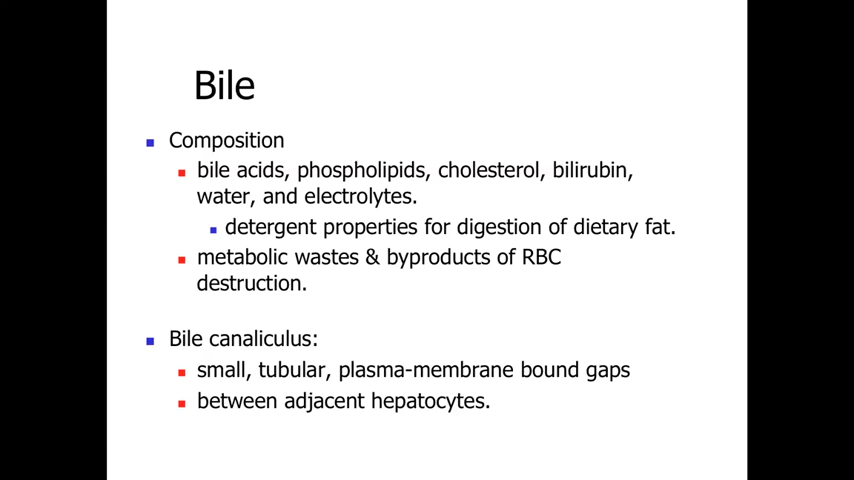 Bile
Composition
bile acids, phospholipids, cholesterol, bilirubin,
water, and electrolytes.
detergent properties for digestion of dietary fat.
metabolic wastes & byproducts of RBC
destruction.
Bile canaliculus:
small, tubular, plasma-membrane bound gaps
between adjacent hepatocytes.